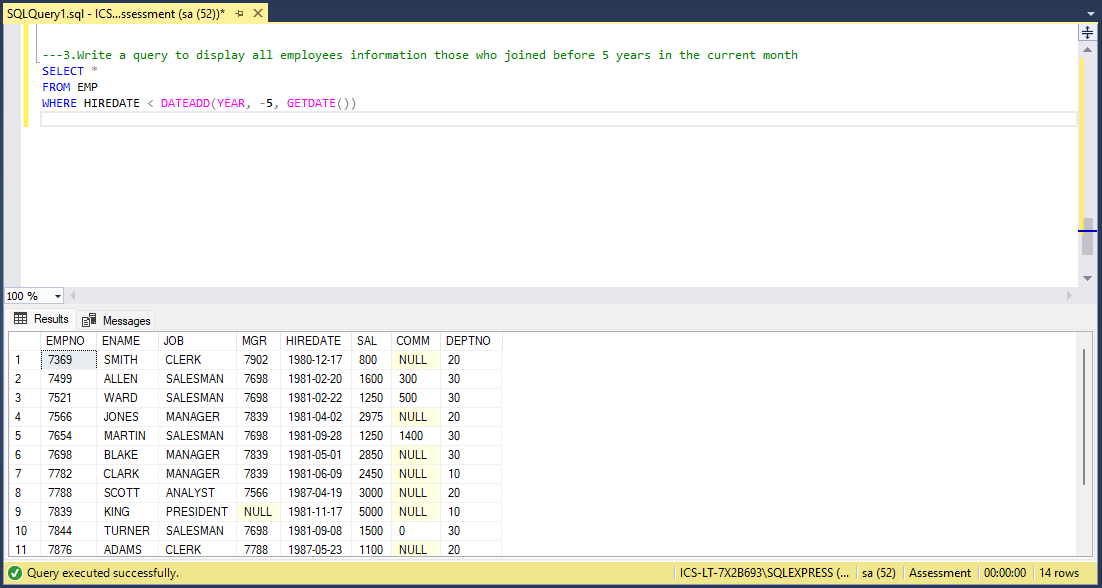 SQLQuery1.sql - ICS...ssessment (sa (52))*
---3.Write a query to display all employees information those who joined before 5 years in the current month
SELECT *
FROM EMP
WHERE HIREDATE < DATEADD(YEAR, -5, GETDATE())
100 %
Results Messages
EMPNO ENAME JOB MGR HIREDATE SAL COMM DEPTNO
1 7369 SMITH CLERK 7902 1980-12-17 800 NULL 20
2 7499 ALLEN SALESMAN 7698 1981-02-20 1600 300 30
3 7521 WARD SALESMAN 7698 1981-02-22 1250 500 30
4 7566 JONES MANAGER 7839 1981-04-02 2975 NULL 20
5 7654 MARTIN SALESMAN 7698 1981-09-28 1250 1400 30
6 7698 BLAKE MANAGER 7839 1981-05-01 2850 NULL 30
7 7782 CLARK MANAGER 7839 1981-06-09 2450 NULL 10
8 7788 SCOTT ANALYST 7566 1987-04-19 3000 NULL 20
9 7839 KING PRESIDENT NULL 1981-11-17 5000 NULL 10
10 7844 TURNER SALESMAN 7698 1981-09-08 1500 0 30
11 7876 ADAMS CLERK 7788 1987-05-23 1100 NULL 20
Query executed successfully. ICS-LT-7X2B693\SQLEXPRESS (... sa (52) Assessment 00:00:00 14 rows